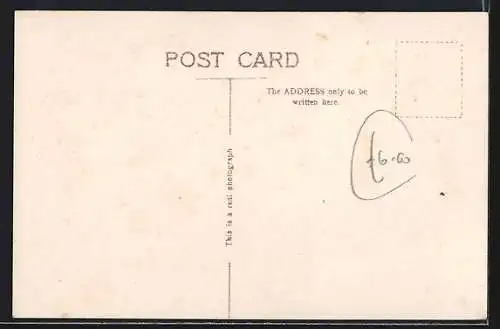 POST CARD
The ADDRESS only to be
written here.
This is a real photograph
£6.00